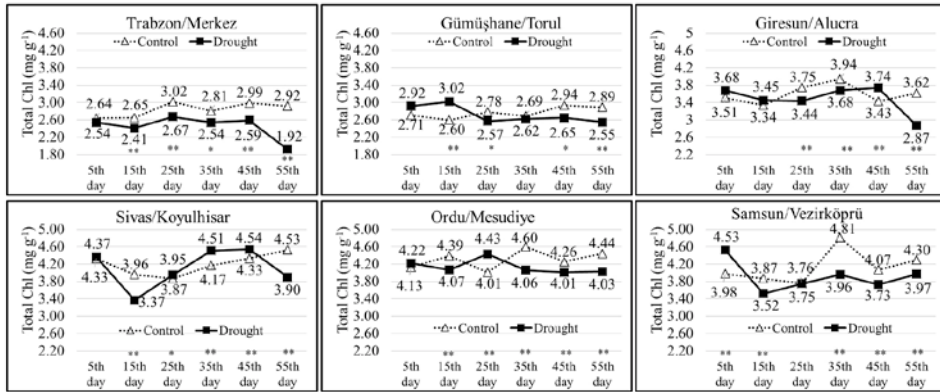 Trabzon/Merkez
Total Chl (mg g⁻¹)
4.60
4.20
3.80
3.40
3.00
2.60
2.20
1.80
Control
Drought
2.64 2.65 3.02 2.81 2.99 2.92
2.54 2.41 2.67 2.54 2.59 1.92
** ** * ** **
5th day 15th day 25th day 35th day 45th day 55th day
Gümüşhane/Torul
Total Chl (mg g⁻¹)
4.60
4.20
3.80
3.40
3.00
2.60
2.20
1.80
Control
Drought
2.92 3.02 2.78 2.69 2.94 2.89
2.71 2.60 2.57 2.62 2.65 2.55
** * * **
5th day 15th day 25th day 35th day 45th day 55th day
Giresun/Alucra
Total Chl (mg g⁻¹)
5
4.6
4.2
3.8
3.4
3
2.6
2.2
Control
Drought
3.68 3.45 3.75 3.94 3.74 3.62
3.51 3.34 3.44 3.68 3.43 2.87
** ** ** **
5th day 15th day 25th day 35th day 45th day 55th day
Sivas/Koyulhisar
Total Chl (mg g⁻¹)
4.60
4.20
3.80
3.40
3.00
2.60
2.20
4.37 3.96 3.95 4.51 4.54 4.53
4.33 3.37 3.87 4.17 4.33 3.90
Control
Drought
** * ** ** **
5th day 15th day 25th day 35th day 45th day 55th day
Ordu/Mesudiye
Total Chl (mg g⁻¹)
4.60
4.20
3.80
3.40
3.00
2.60
2.20
4.22 4.39 4.43 4.60 4.26 4.44
4.13 4.07 4.01 4.06 4.01 4.03
Control
Drought
** ** ** ** **
5th day 15th day 25th day 35th day 45th day 55th day
Samsun/Vezirköprü
Total Chl (mg g⁻¹)
4.60
4.20
3.80
3.40
3.00
2.60
2.20
4.53 3.87 3.76 4.81 4.07 4.30
3.98 3.52 3.75 3.96 3.73 3.97
Control
Drought
** ** ** ** **
5th day 15th day 25th day 35th day 45th day 55th day